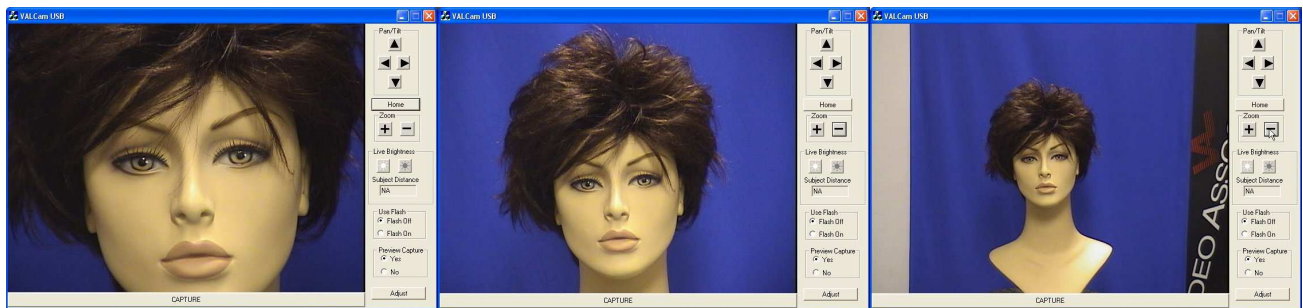 VALCam USB
Pan/Tilt
Home
Zoom
Live Brightness
Subject Distance
NA
Use Flash
Flash Off
Flash On
Preview Capture
Yes
No
Adjust
CAPTURE
VALCam USB
Pan/Tilt
Home
Zoom
Live Brightness
Subject Distance
NA
Use Flash
Flash Off
Flash On
Preview Capture
Yes
No
Adjust
CAPTURE
VALCam USB
Pan/Tilt
Home
Zoom
Live Brightness
Subject Distance
NA
Use Flash
Flash Off
Flash On
Preview Capture
Yes
No
Adjust
CAPTURE